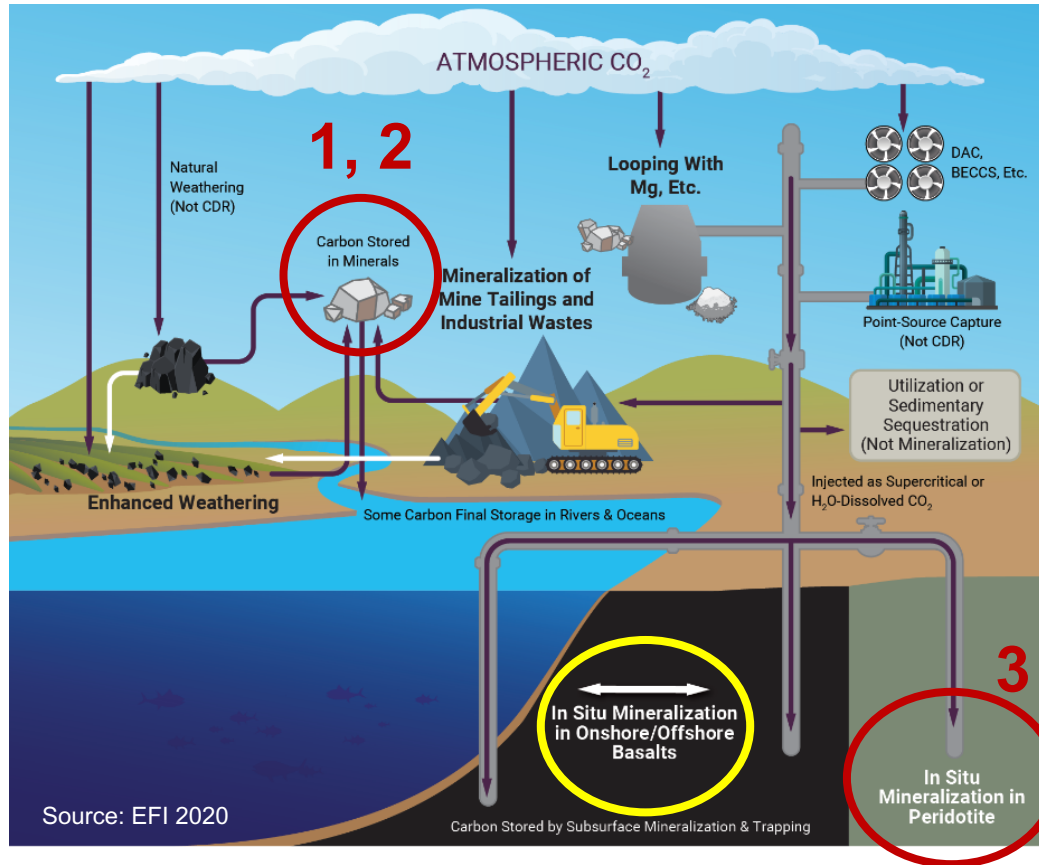 ATMOSPHERIC CO₂
1, 2
Natural
Weathering
(Not CDR)
Carbon Stored
in Minerals
Mineralization of
Mine Tailings and
Industrial Wastes
Looping With
Mg, Etc.
DAC,
BECCS, Etc.
Point-Source Capture
(Not CDR)
Utilization or
Sedimentary
Sequestration
(Not Mineralization)
Enhanced Weathering
Some Carbon Final Storage in Rivers & Oceans
Injected as Supercritical or
H₂O-Dissolved CO₂
In Situ Mineralization
in Onshore/Offshore
Basalts
3
In Situ
Mineralization in
Peridotite
Source: EFI 2020
Carbon Stored by Subsurface Mineralization & Trapping